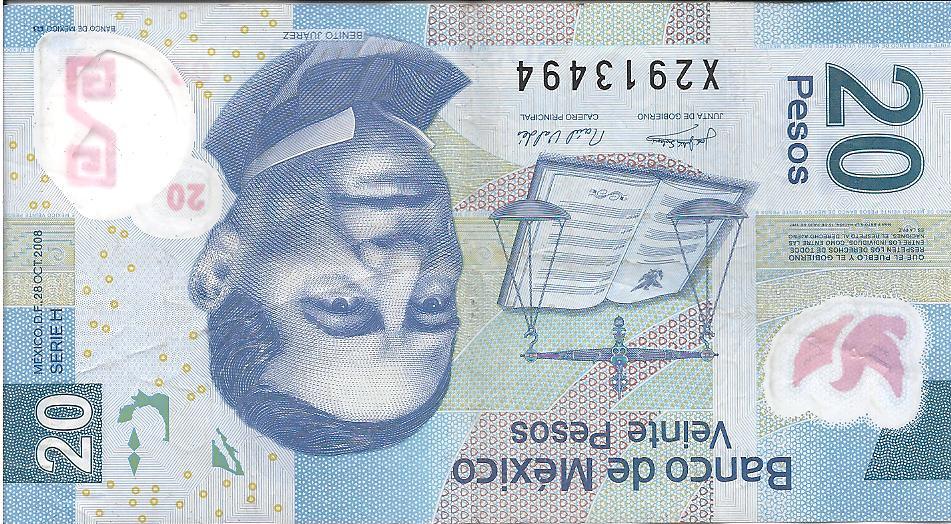 Banco de México
Veinte Pesos
20
QUE EL PUEBLO Y EL GOBIERNO
RESPETEN LOS DERECHOS DE TODOS.
ENTRE LOS INDIVIDUOS, COMO ENTRE LAS
NACIONES, EL RESPETO AL DERECHO AJENO
ES LA PAZ
JUNTA DE GOBIERNO
CAJERO PRINCIPAL
X2913494
20
Pesos
MEXICO, D.F. 28 OCT. 2008
SERIE H
20
BENITO JUÁREZ
BANCO DE MÉXICO